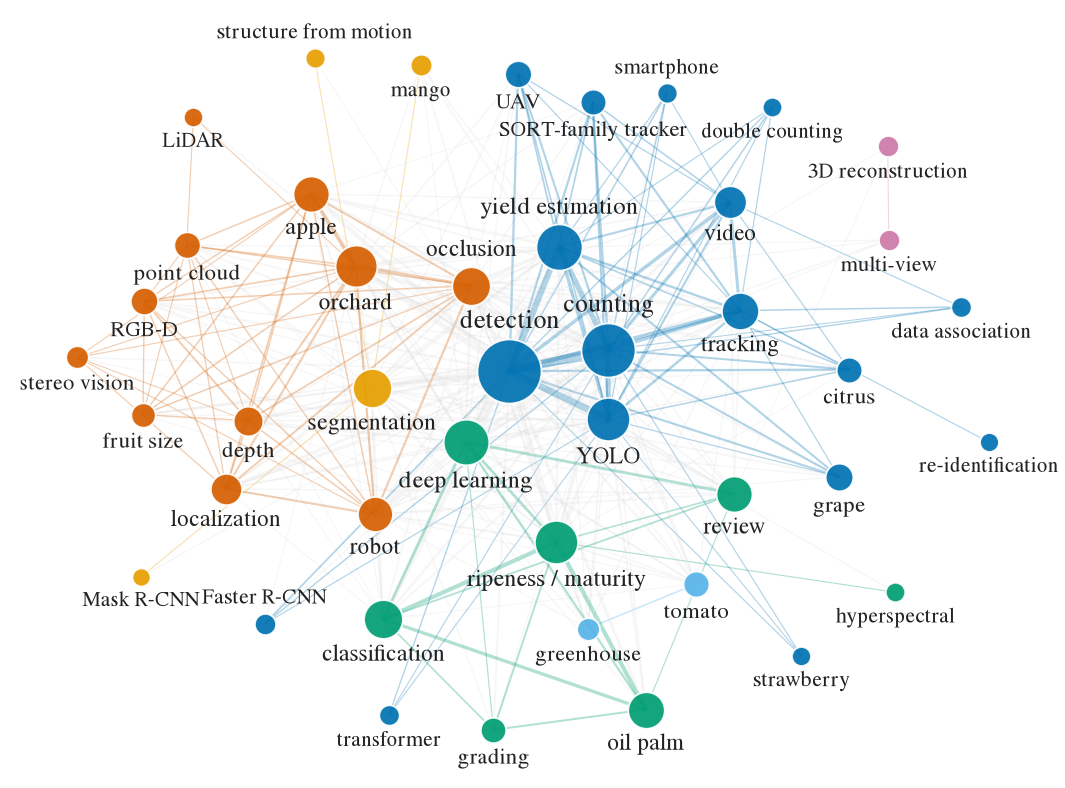 structure from motion
mango
smartphone
UAV
SORT-family tracker
double counting
LiDAR
3D reconstruction
yield estimation
apple
video
occlusion
point cloud
multi-view
orchard
counting
detection
RGB-D
data association
tracking
stereo vision
citrus
segmentation
fruit size
depth
YOLO
re-identification
deep learning
grape
localization
review
robot
ripeness / maturity
Mask R-CNN
Faster R-CNN
tomato
hyperspectral
classification
greenhouse
strawberry
transformer
oil palm
grading